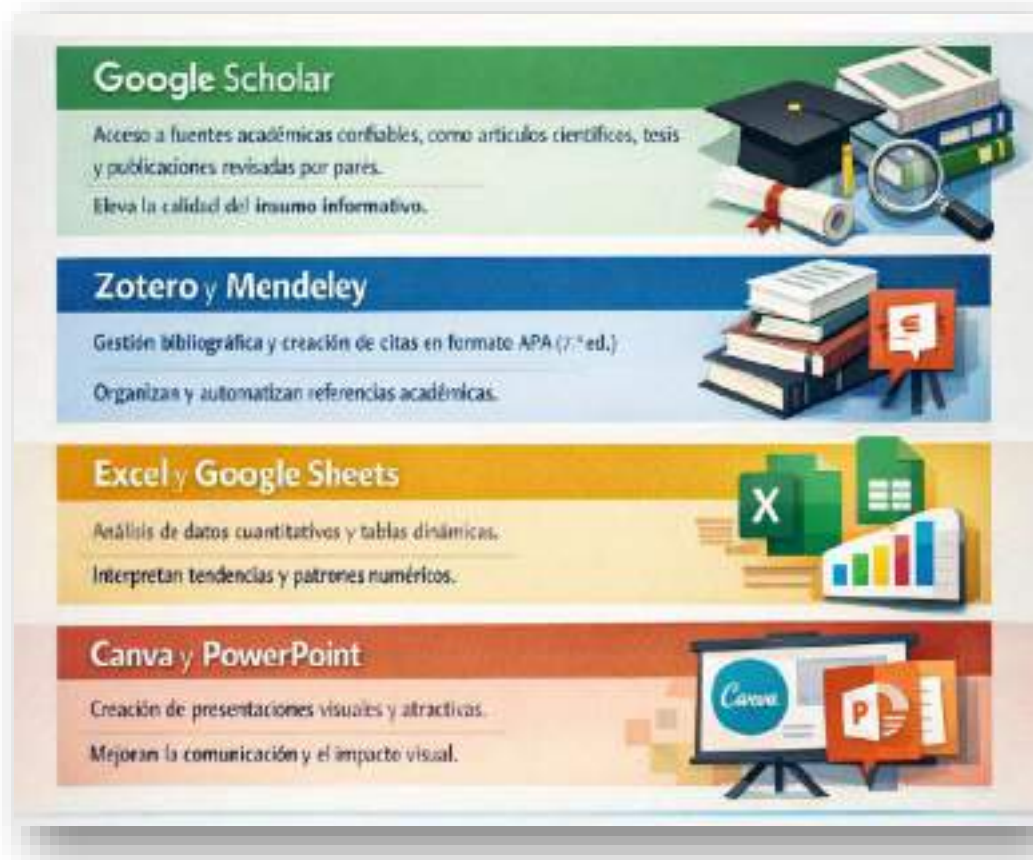 Google Scholar
Acceso a fuentes académicas confiables, como artículos científicos, tesis
y publicaciones revisadas por parés.
Eleva la calidad del insumo informativo.
Zotero y Mendeley
Gestión bibliográfica y creación de citas en formato APA (7.ª ed.)
Organizan y automatizan referencias académicas.
Excel y Google Sheets
X
Análisis de datos cuantitativos y tablas dinámicas.
Interpretan tendencias y patrones numéricos.
Canva y PowerPoint
Canva
P
Creación de presentaciones visuales y atractivas.
Mejoran la comunicación y el impacto visual.